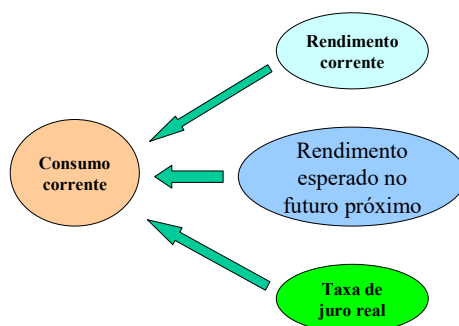 Rendimento
corrente
Consumo
corrente
Rendimento
esperado no
futuro próximo
Taxa de
juro real